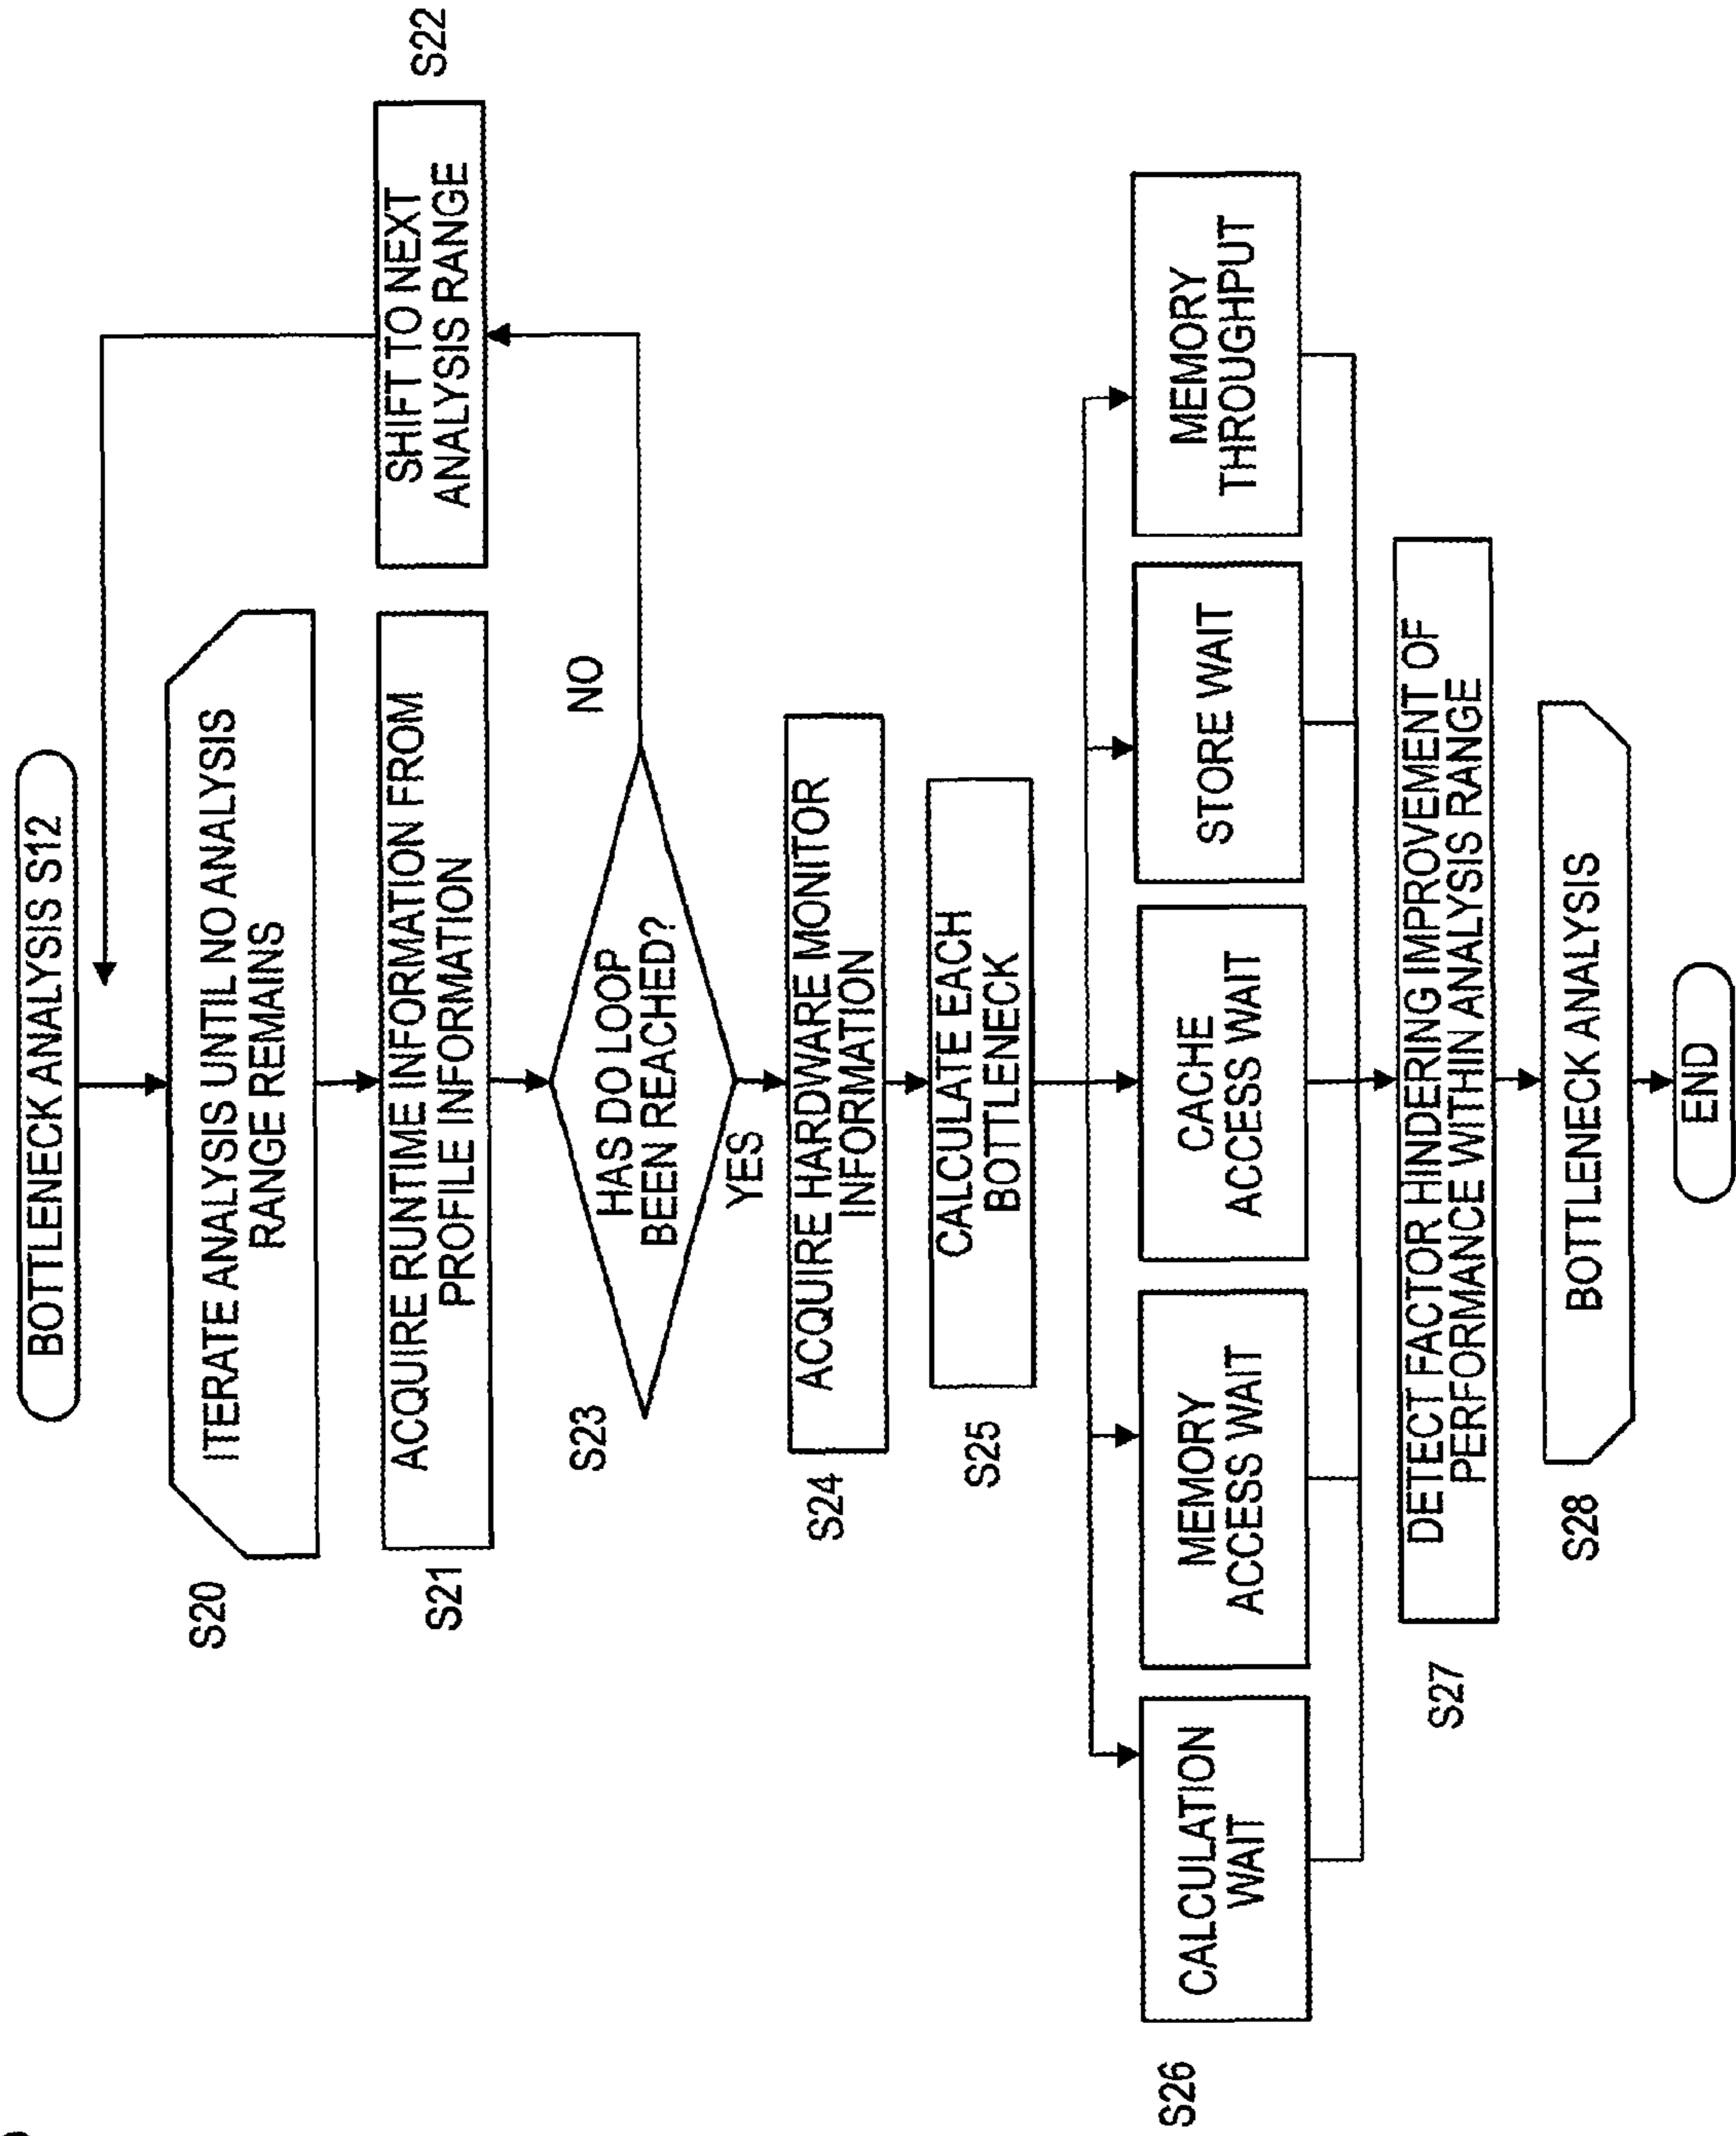 BOTTLENECK ANALYSIS S12
S20
ITERATE ANALYSIS UNTIL NO ANALYSIS
RANGE REMAINS
S21
ACQUIRE RUNTIME INFORMATION FROM
PROFILE INFORMATION
SHIFT TO NEXT
ANALYSIS RANGE
S22
S23
HAS DO LOOP
BEEN REACHED?
NO
YES
S24
ACQUIRE HARDWARE MONITOR
INFORMATION
S25
CALCULATE EACH
BOTTLENECK
S26
CALCULATION
WAIT
MEMORY
ACCESS WAIT
CACHE
ACCESS WAIT
STORE WAIT
MEMORY
THROUGHPUT
S27
DETECT FACTOR HINDERING IMPROVEMENT OF
PERFORMANCE WITHIN ANALYSIS RANGE
S28
BOTTLENECK ANALYSIS
END